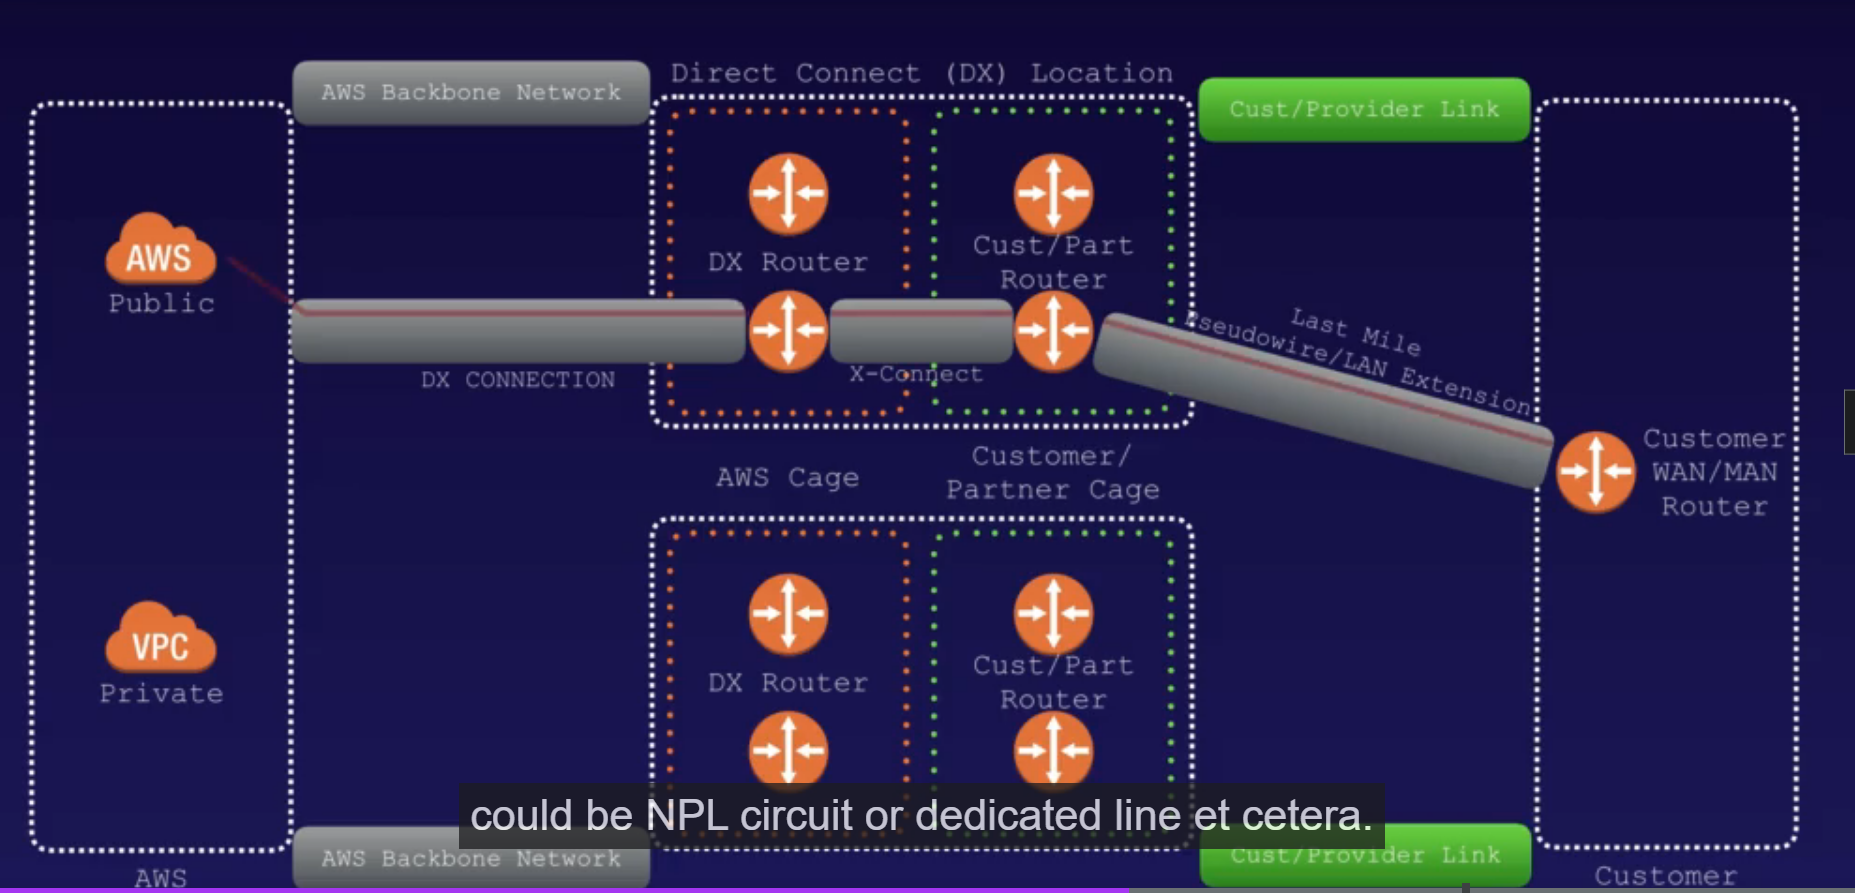 AWS Backbone Network
Direct Connect (DX) Location
Cust/Provider Link
AWS
Public
DX Router
Cust/Part
Router
DX CONNECTION
X-Connect
Last Mile
Pseudowire/LAN Extension
Customer
WAN/MAN
Router
AWS Cage
Customer/
Partner Cage
VPC
Private
DX Router
Cust/Part
Router
could be NPL circuit or dedicated line et cetera.
AWS Backbone Network
Cust/Provider Link
AWS
Customer